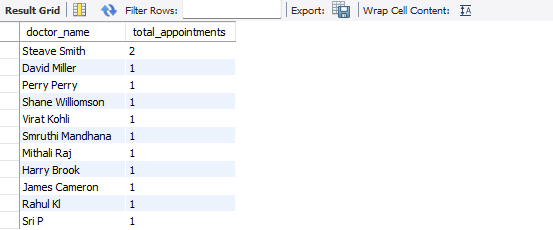 Result Grid Filter Rows: Export: Wrap Cell Content:
doctor_name total_appointments
Steave Smith 2
David Miller 1
Perry Perry 1
Shane Williomson 1
Virat Kohli 1
Smruthi Mandhana 1
Mithali Raj 1
Harry Brook 1
James Cameron 1
Rahul Kl 1
Sri P 1